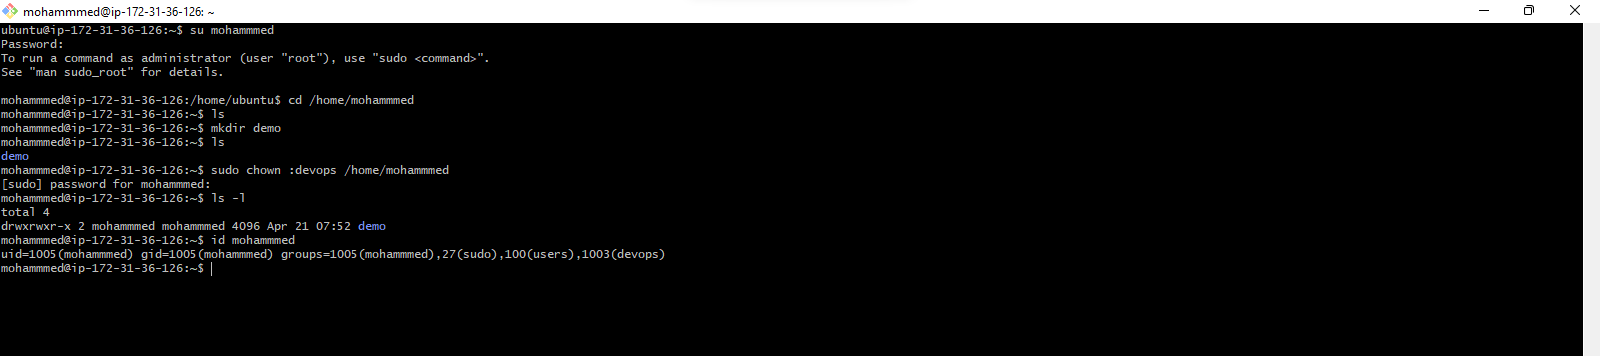 mohammmed@ip-172-31-36-126: ~
ubuntu@ip-172-31-36-126:~$ su mohammmed
Password:
To run a command as administrator (user "root"), use "sudo <command>".
See "man sudo_root" for details.
mohammmed@ip-172-31-36-126:/home/ubuntu$ cd /home/mohammmed
mohammmed@ip-172-31-36-126:~$ ls
mohammmed@ip-172-31-36-126:~$ mkdir demo
mohammmed@ip-172-31-36-126:~$ ls
demo
mohammmed@ip-172-31-36-126:~$ sudo chown :devops /home/mohammmed
[sudo] password for mohammmed:
mohammmed@ip-172-31-36-126:~$ ls -l
total 4
drwxrwxr-x 2 mohammmed mohammmed 4096 Apr 21 07:52 demo
mohammmed@ip-172-31-36-126:~$ id mohammmed
uid=1005(mohammmed) gid=1005(mohammmed) groups=1005(mohammmed),27(sudo),100(users),1003(devops)
mohammmed@ip-172-31-36-126:~$